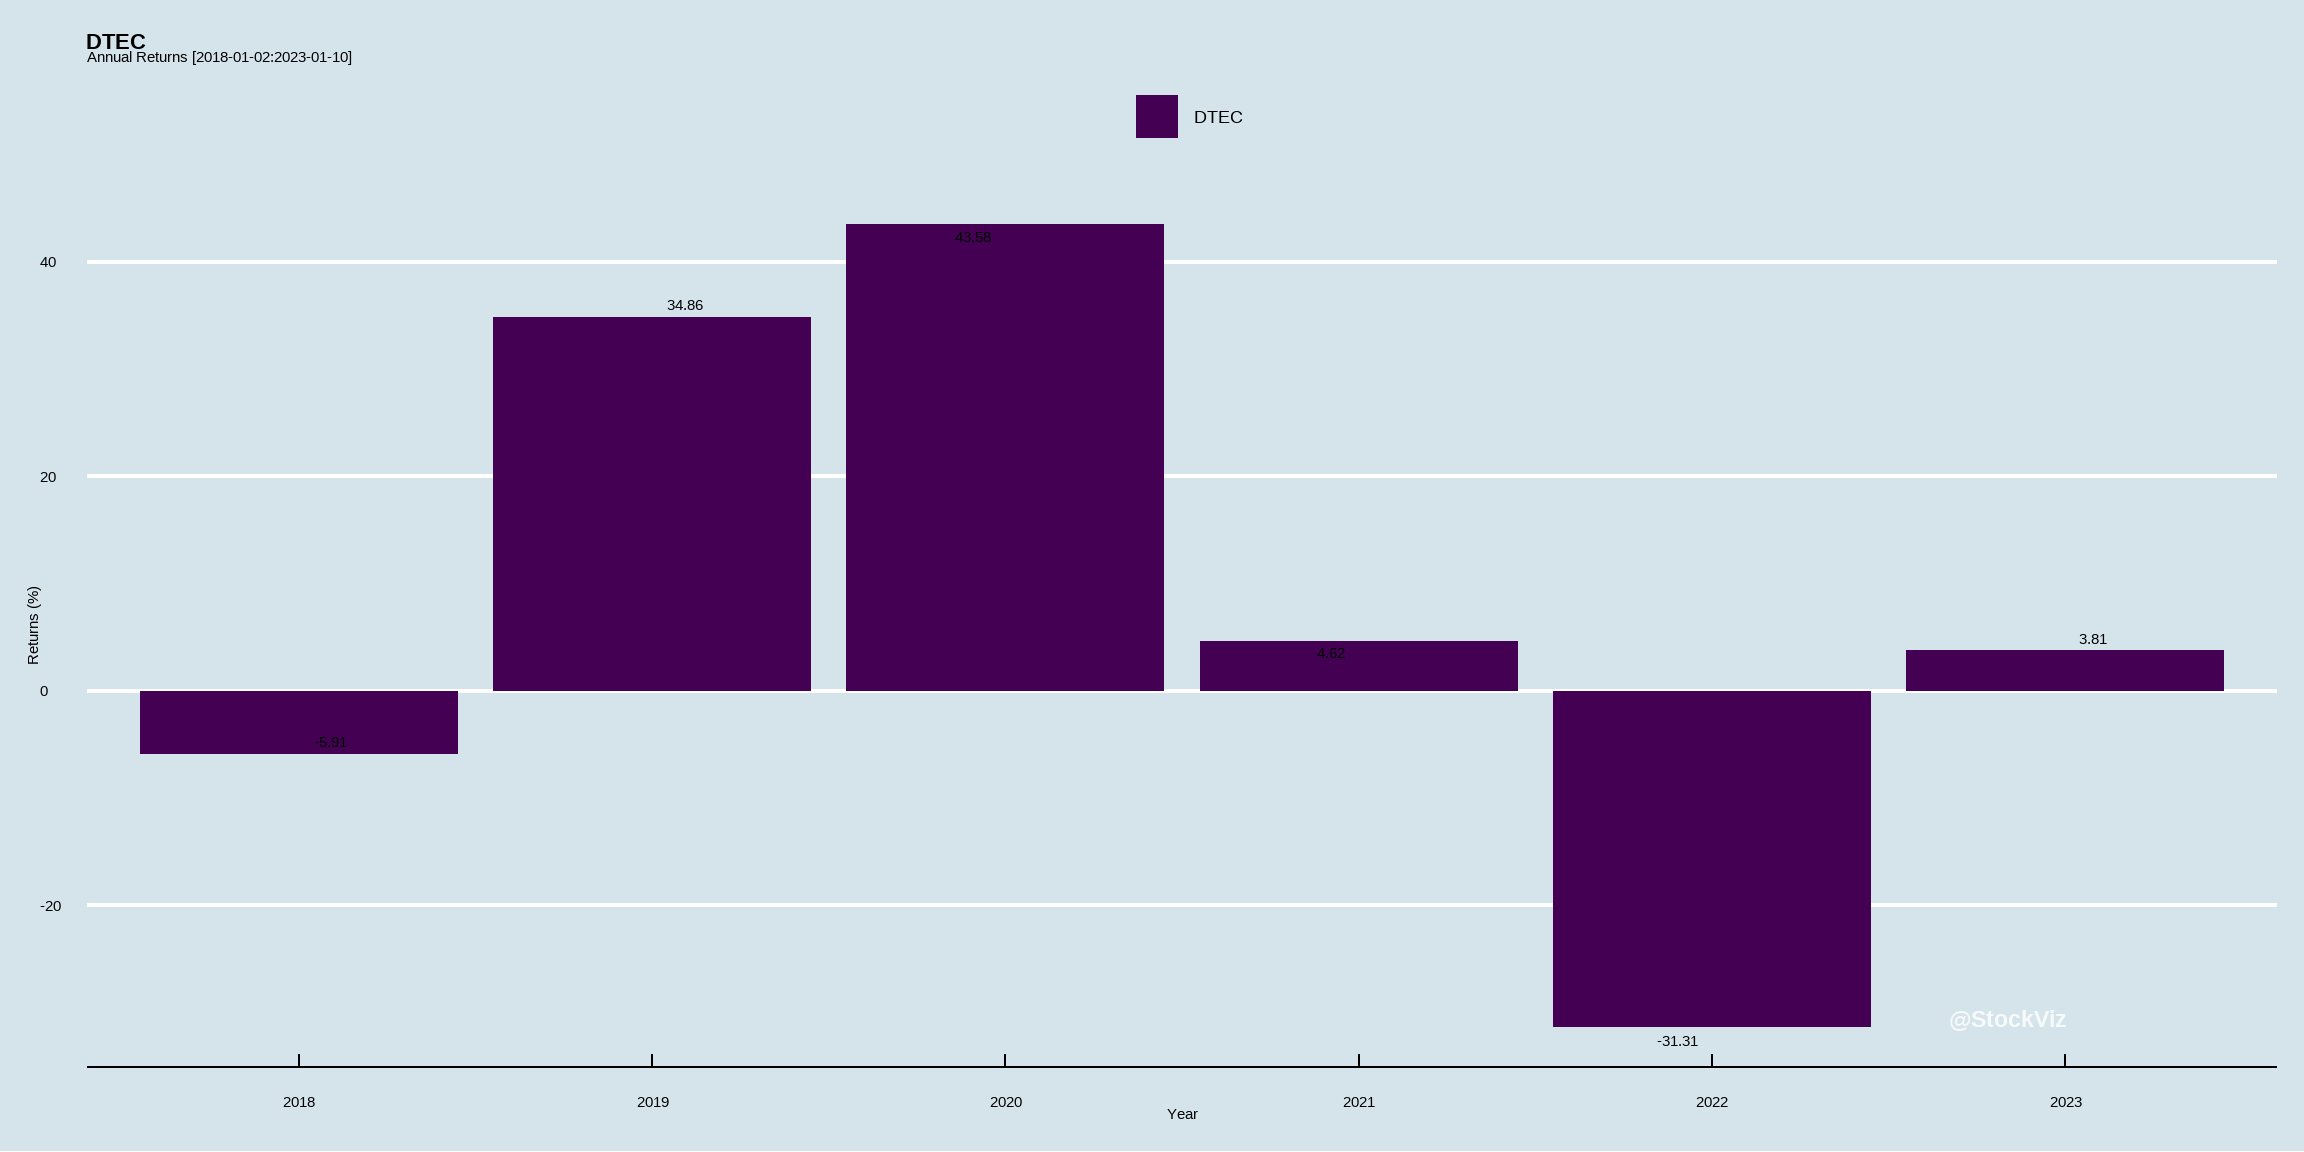 DTEC
Annual Returns [2018-01-02:2023-01-10]
DTEC
43.58
40
34.86
20
Returns (%)
3.81
4.62
0
-5.91
-20
@StockViz
-31.31
2018 2019 2020 2021 2022 2023
Year